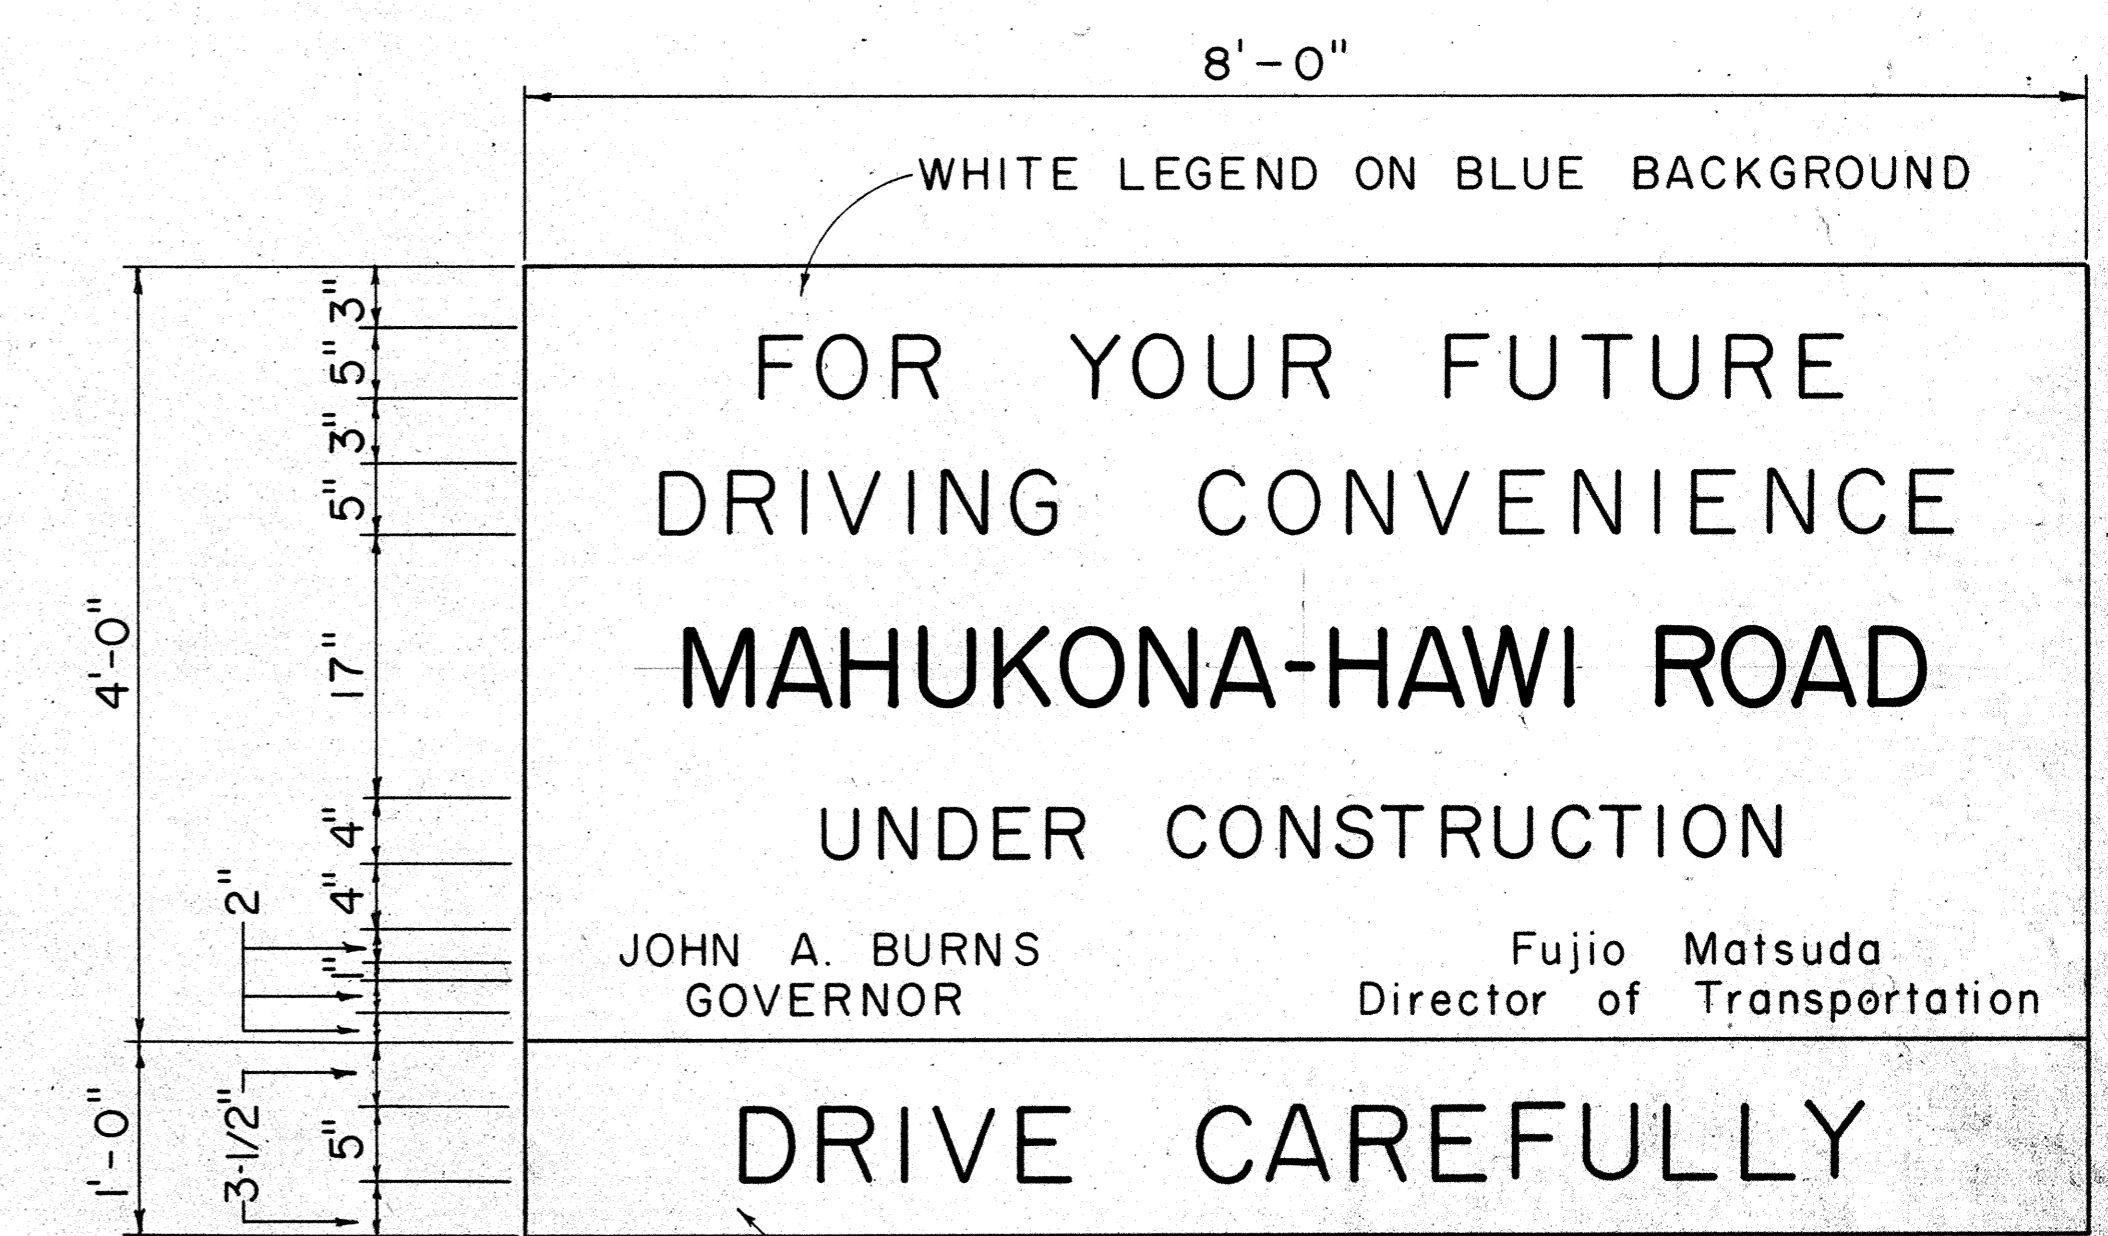 8'-0"
WHITE LEGEND ON BLUE BACKGROUND
3"
5"
3"
5"
17"
4"
4"
2"
1"
4'-0"
FOR YOUR FUTURE
DRIVING CONVENIENCE
MAHUKONA-HAWI ROAD
UNDER CONSTRUCTION
JOHN A. BURNS
GOVERNOR
Fujio Matsuda
Director of Transportation
1'-0"
3-1/2"
5"
DRIVE CAREFULLY